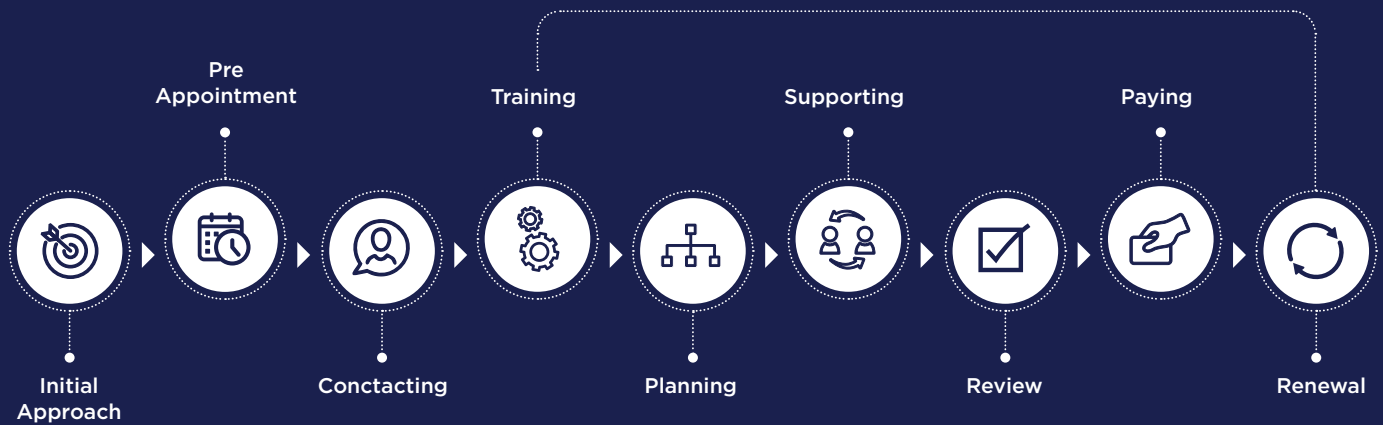 Initial
Approach
Pre
Appointment
Conctacting
Training
Planning
Supporting
Review
Paying
Renewal